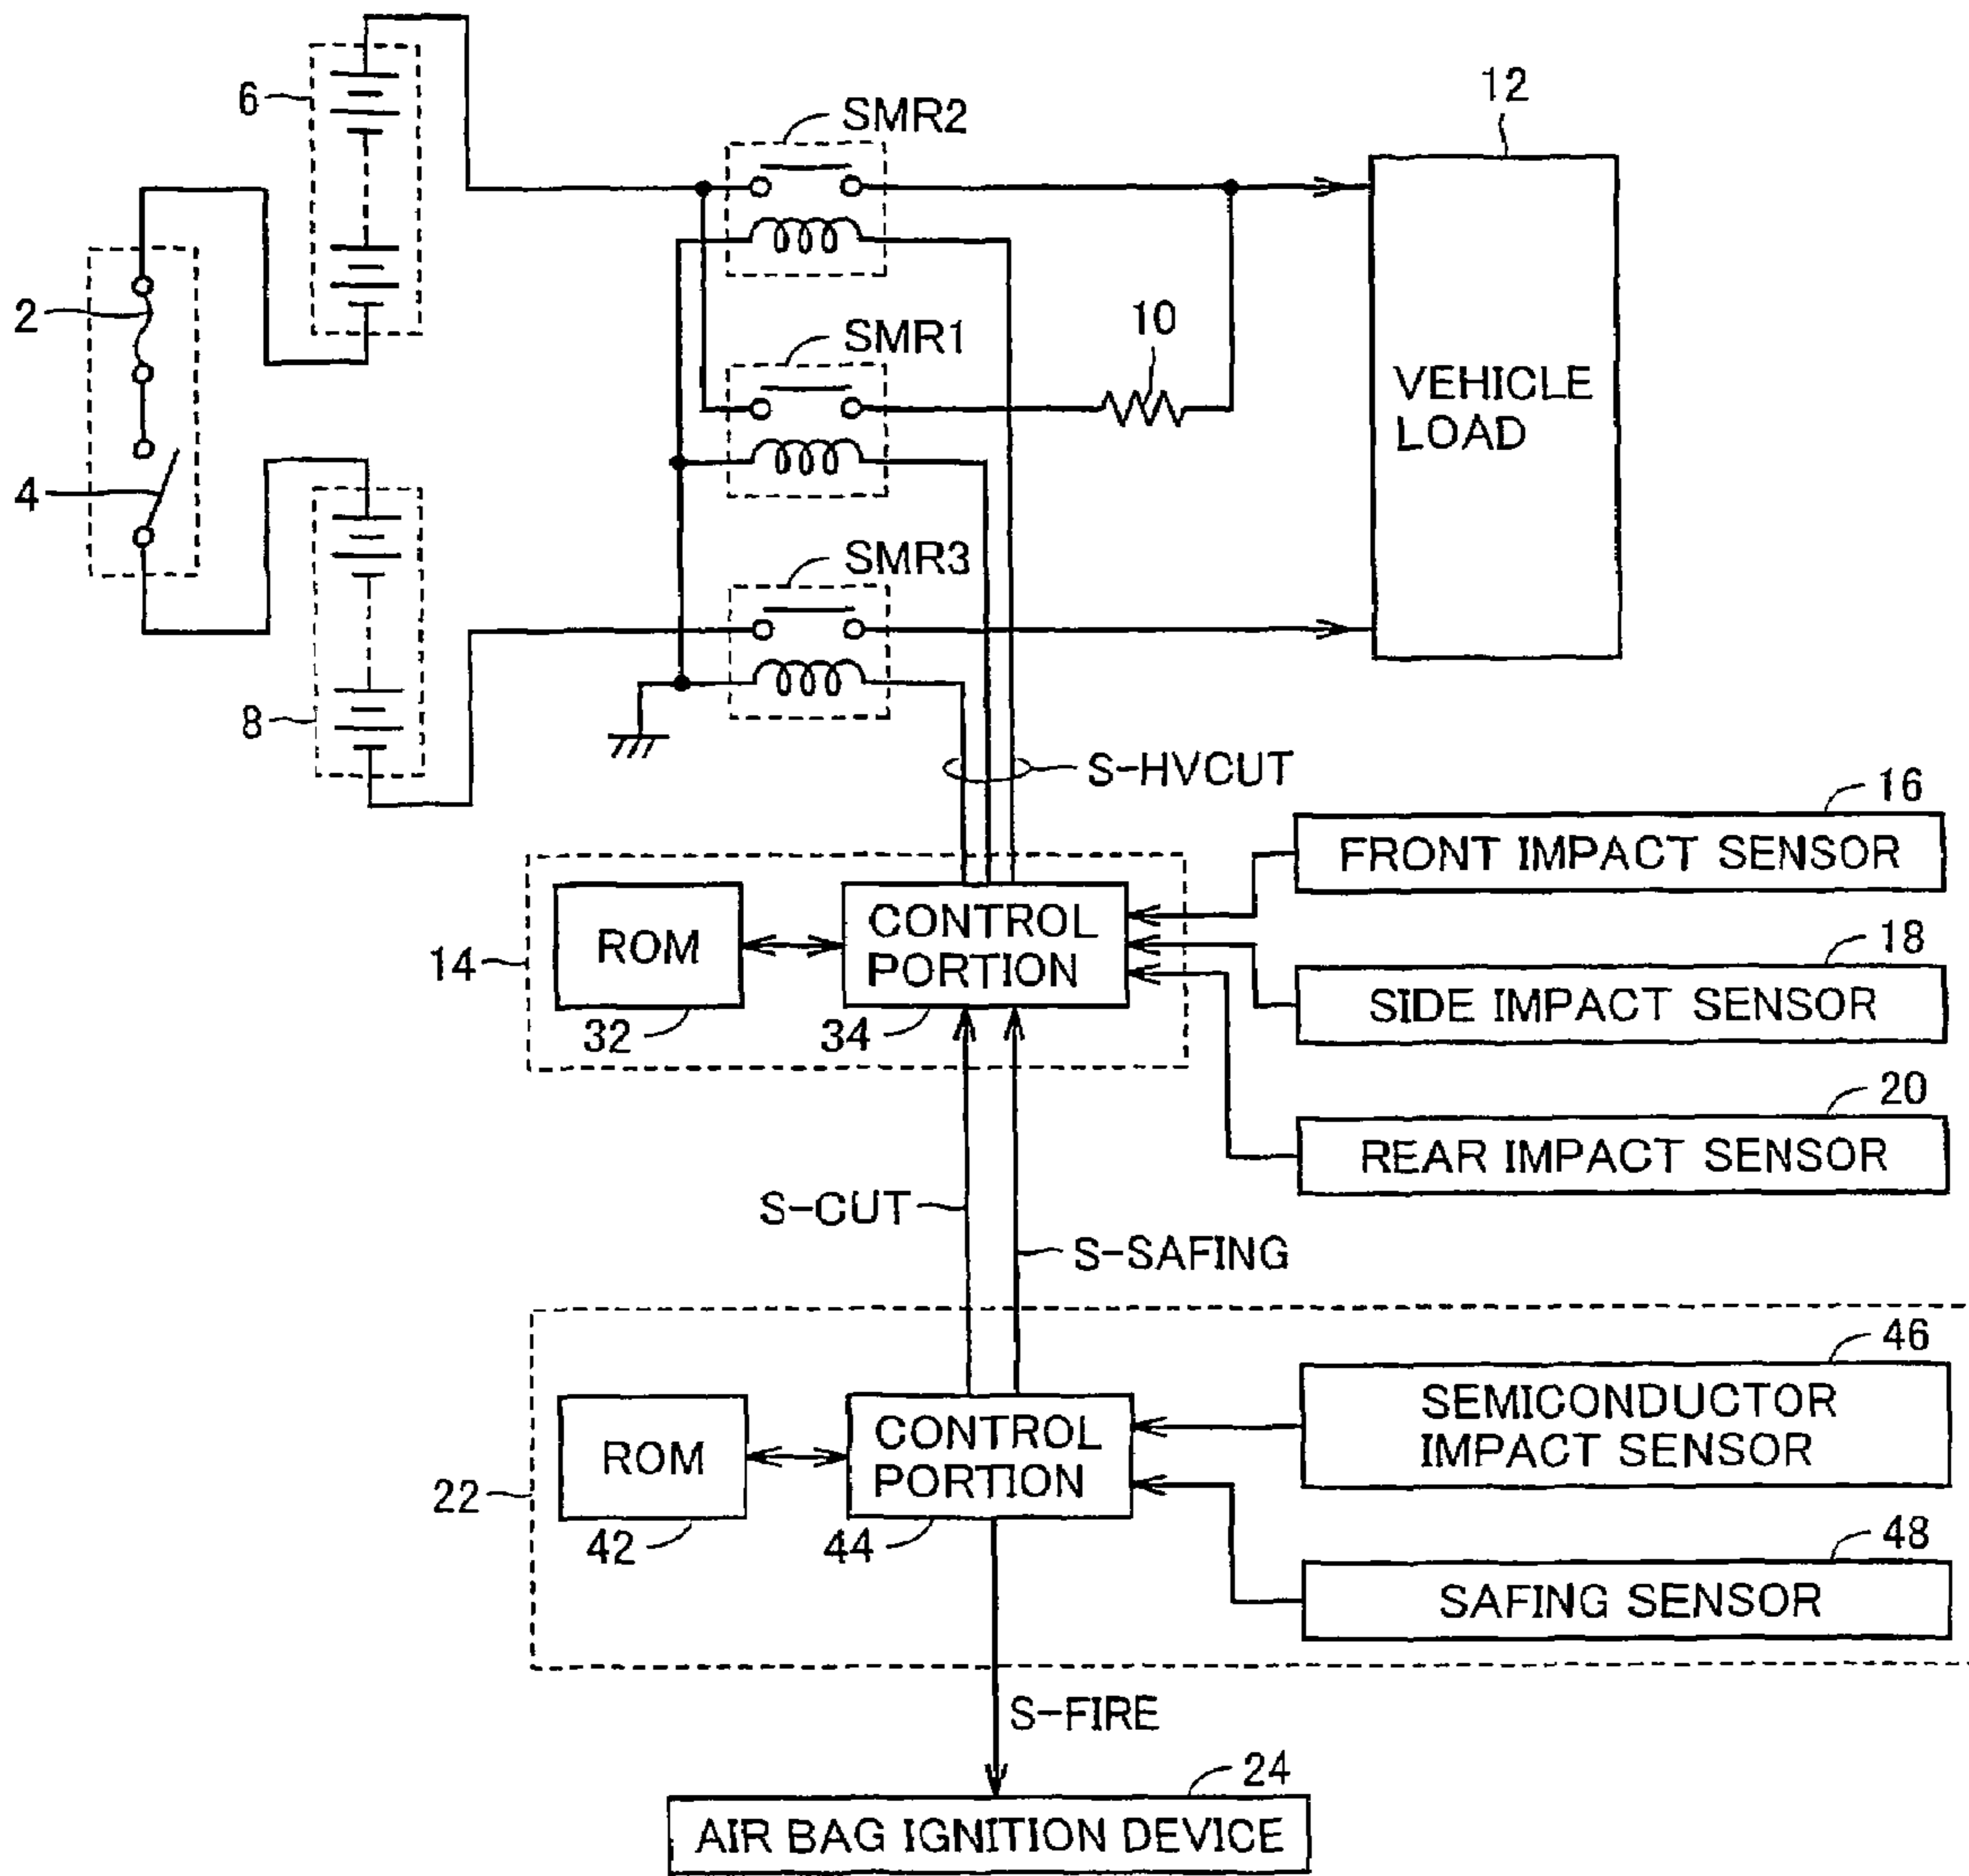 12
6
SMR2
2
10
SMR1
VEHICLE
LOAD
4
SMR3
8
S-HVCUT
16
FRONT IMPACT SENSOR
14
ROM
CONTROL
PORTION
18
32
34
SIDE IMPACT SENSOR
20
REAR IMPACT SENSOR
S-CUT
S-SAFING
46
SEMICONDUCTOR
IMPACT SENSOR
ROM
CONTROL
PORTION
22
42
44
48
SAFING SENSOR
S-FIRE
24
AIR BAG IGNITION DEVICE